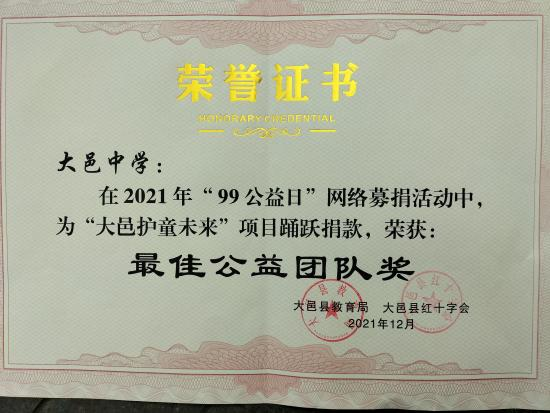 荣誉证书
HONORARY CREDENTIAL
大邑中学：
在2021年“99公益日”网络募捐活动中，
为“大邑护童未来”项目踊跃捐款，荣获：
最佳公益团队奖
大邑县教育局 大邑县红十字会
2021年12月